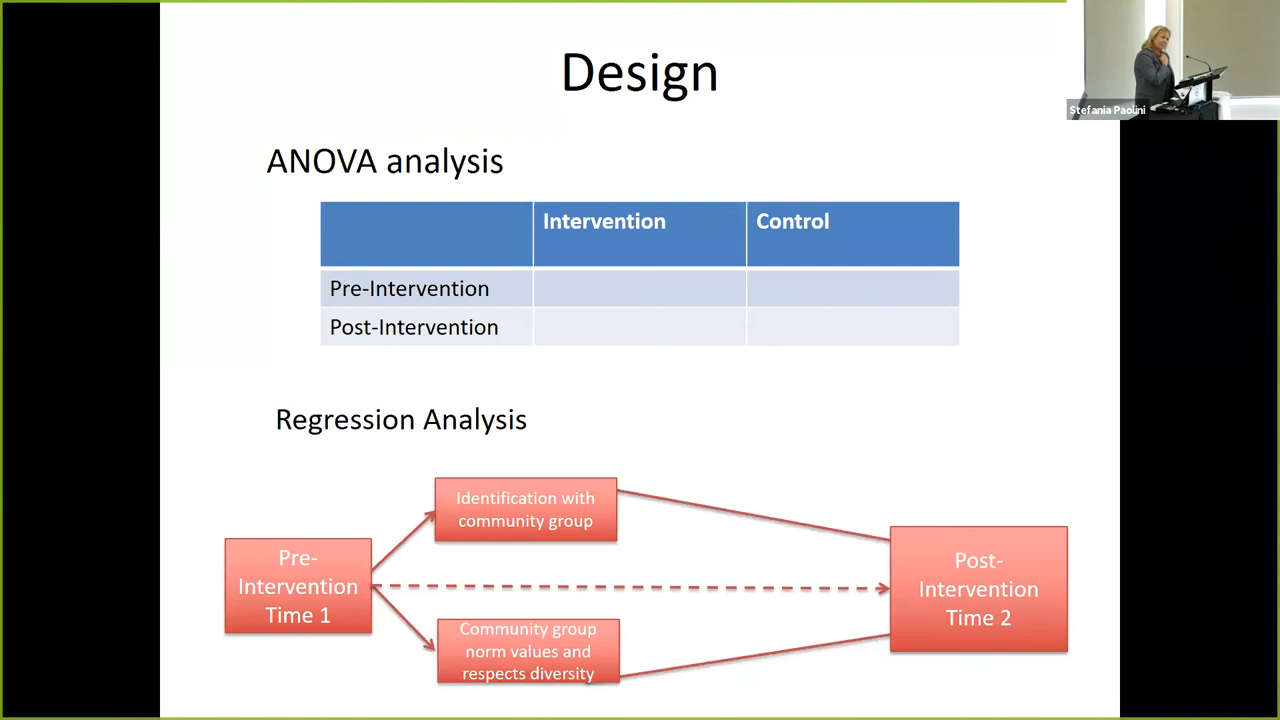 Design
Stefania Paolini
ANOVA analysis
Intervention
Control
Pre-Intervention
Post-Intervention
Regression Analysis
Identification with
community group
Pre-
Intervention
Time 1
Post-
Intervention
Time 2
Community group
norm values and
respects diversity